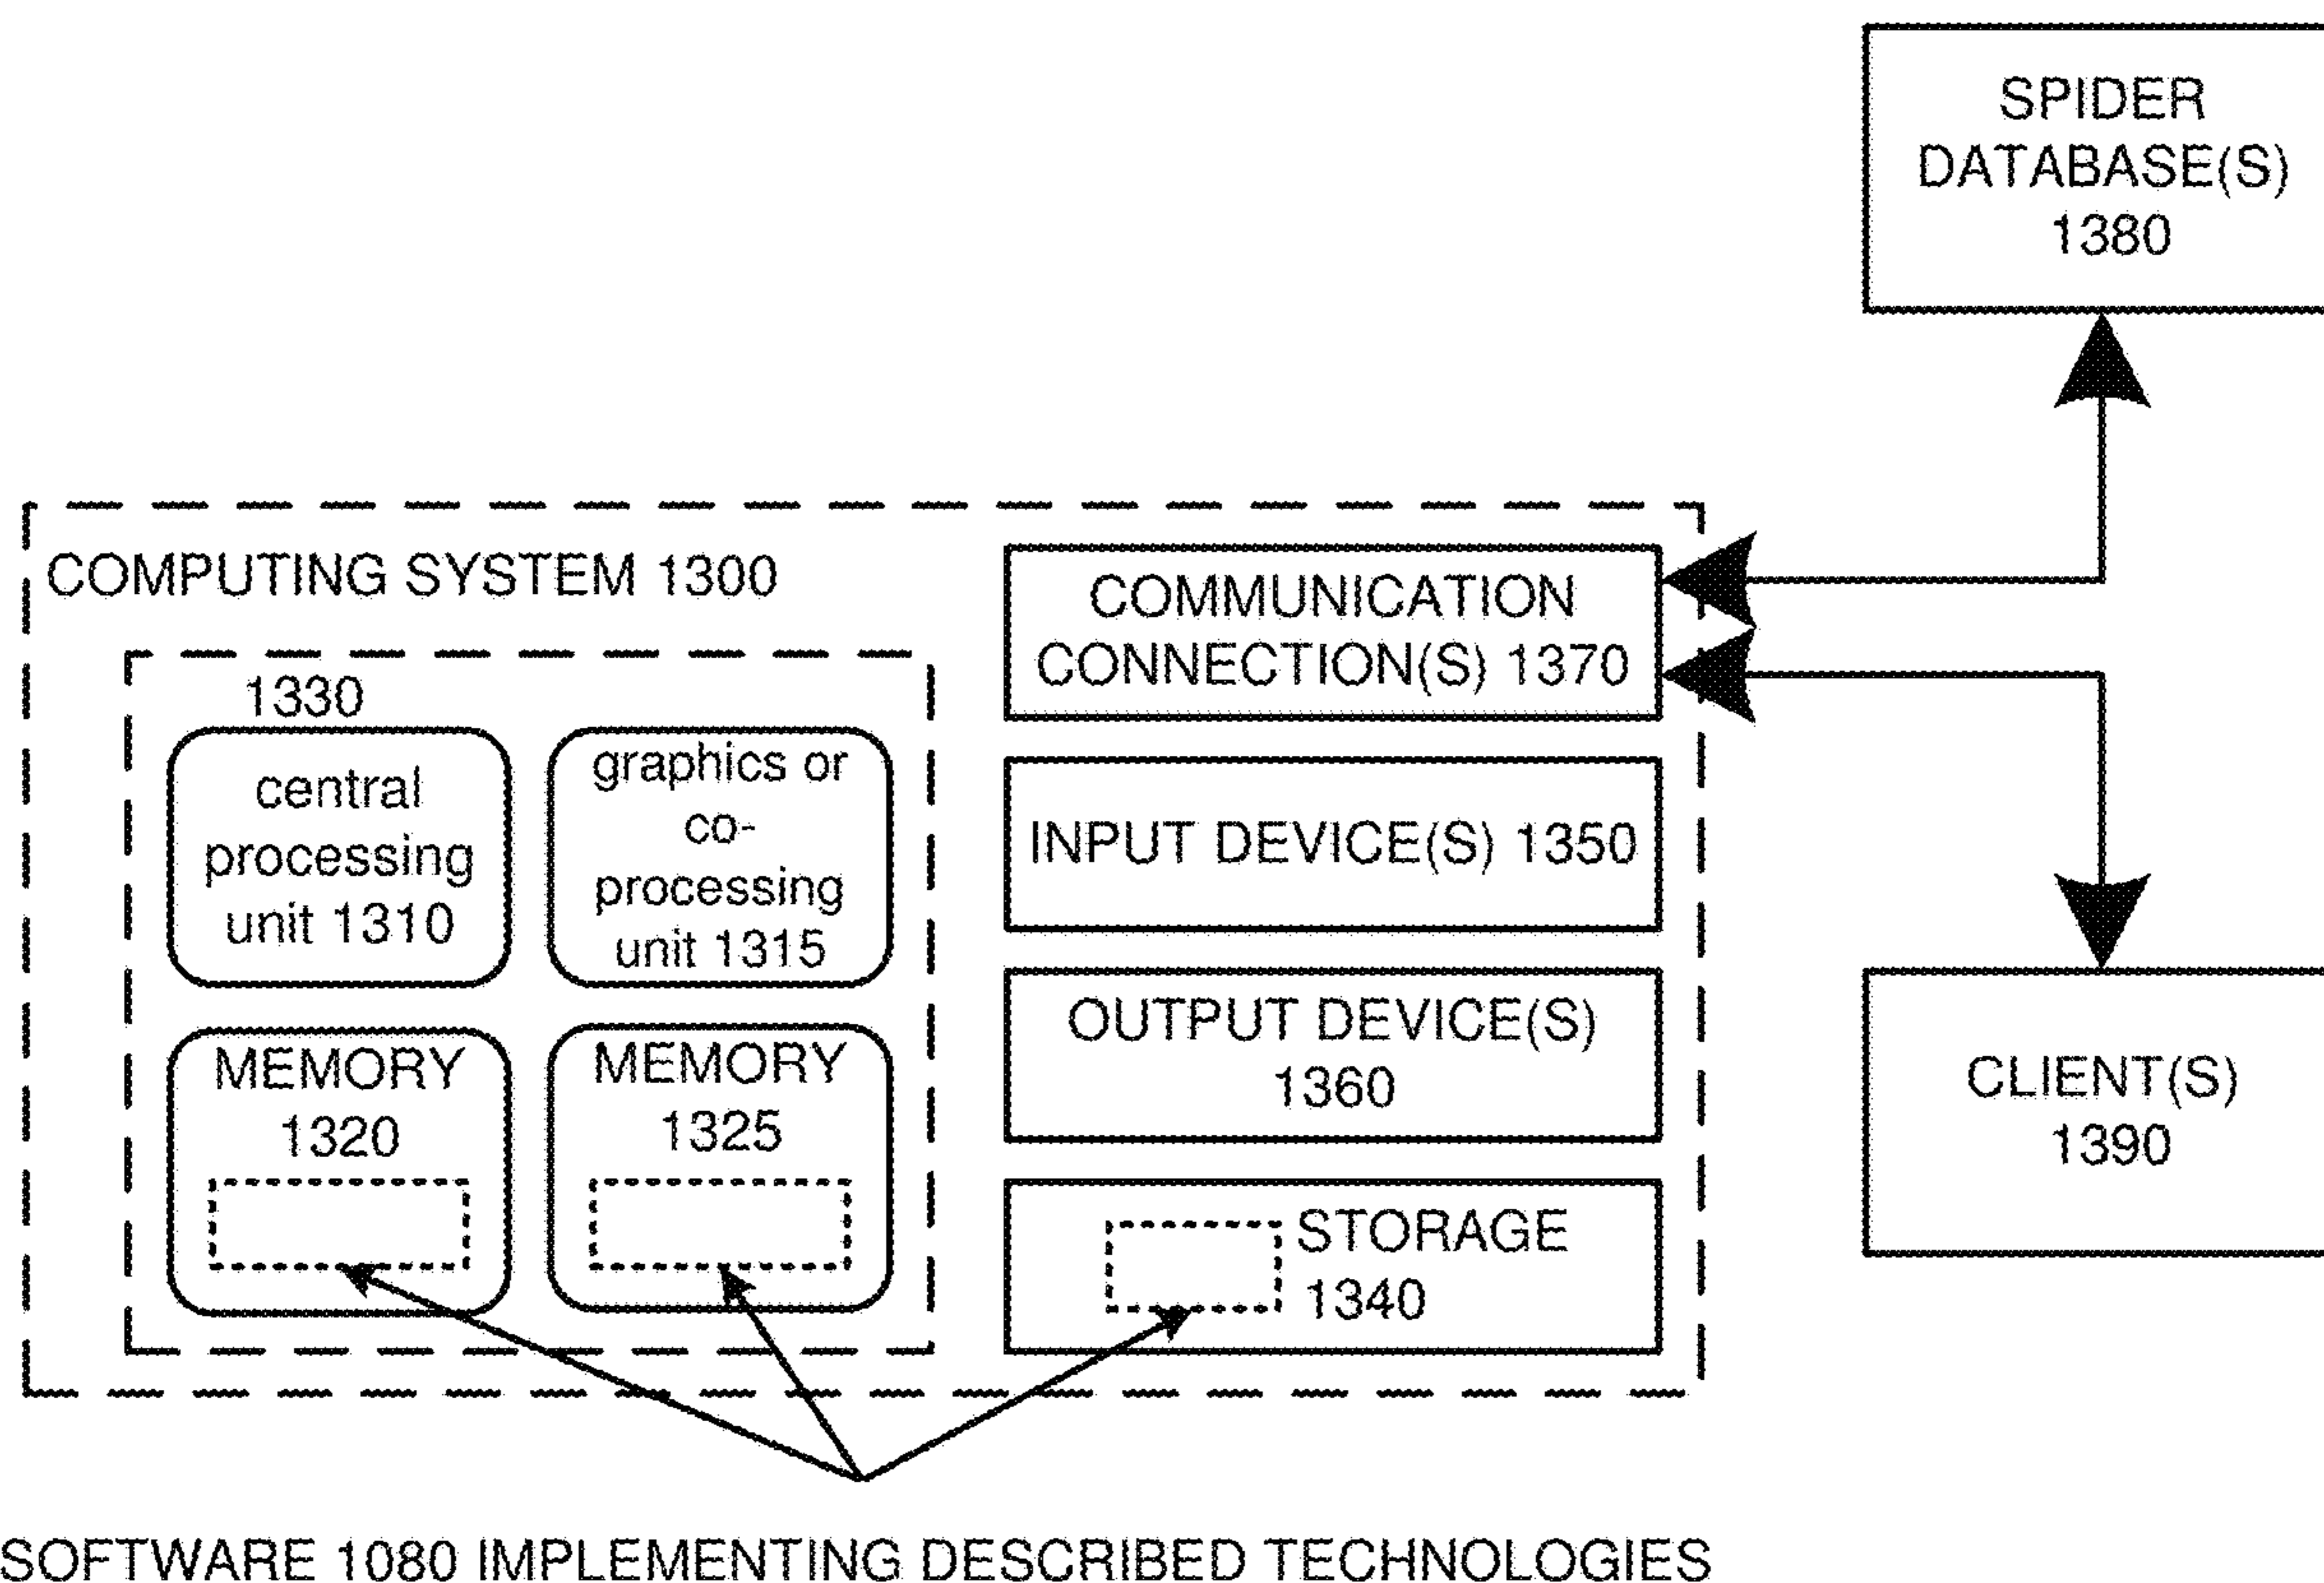 SPIDER
DATABASE(S)
1380
COMPUTING SYSTEM 1300
COMMUNICATION
CONNECTION(S) 1370
1330
central
processing
unit 1310
graphics or
co-
processing
unit 1315
INPUT DEVICE(S) 1350
OUTPUT DEVICE(S)
1360
MEMORY
1320
MEMORY
1325
STORAGE
1340
CLIENT(S)
1390
SOFTWARE 1080 IMPLEMENTING DESCRIBED TECHNOLOGIES